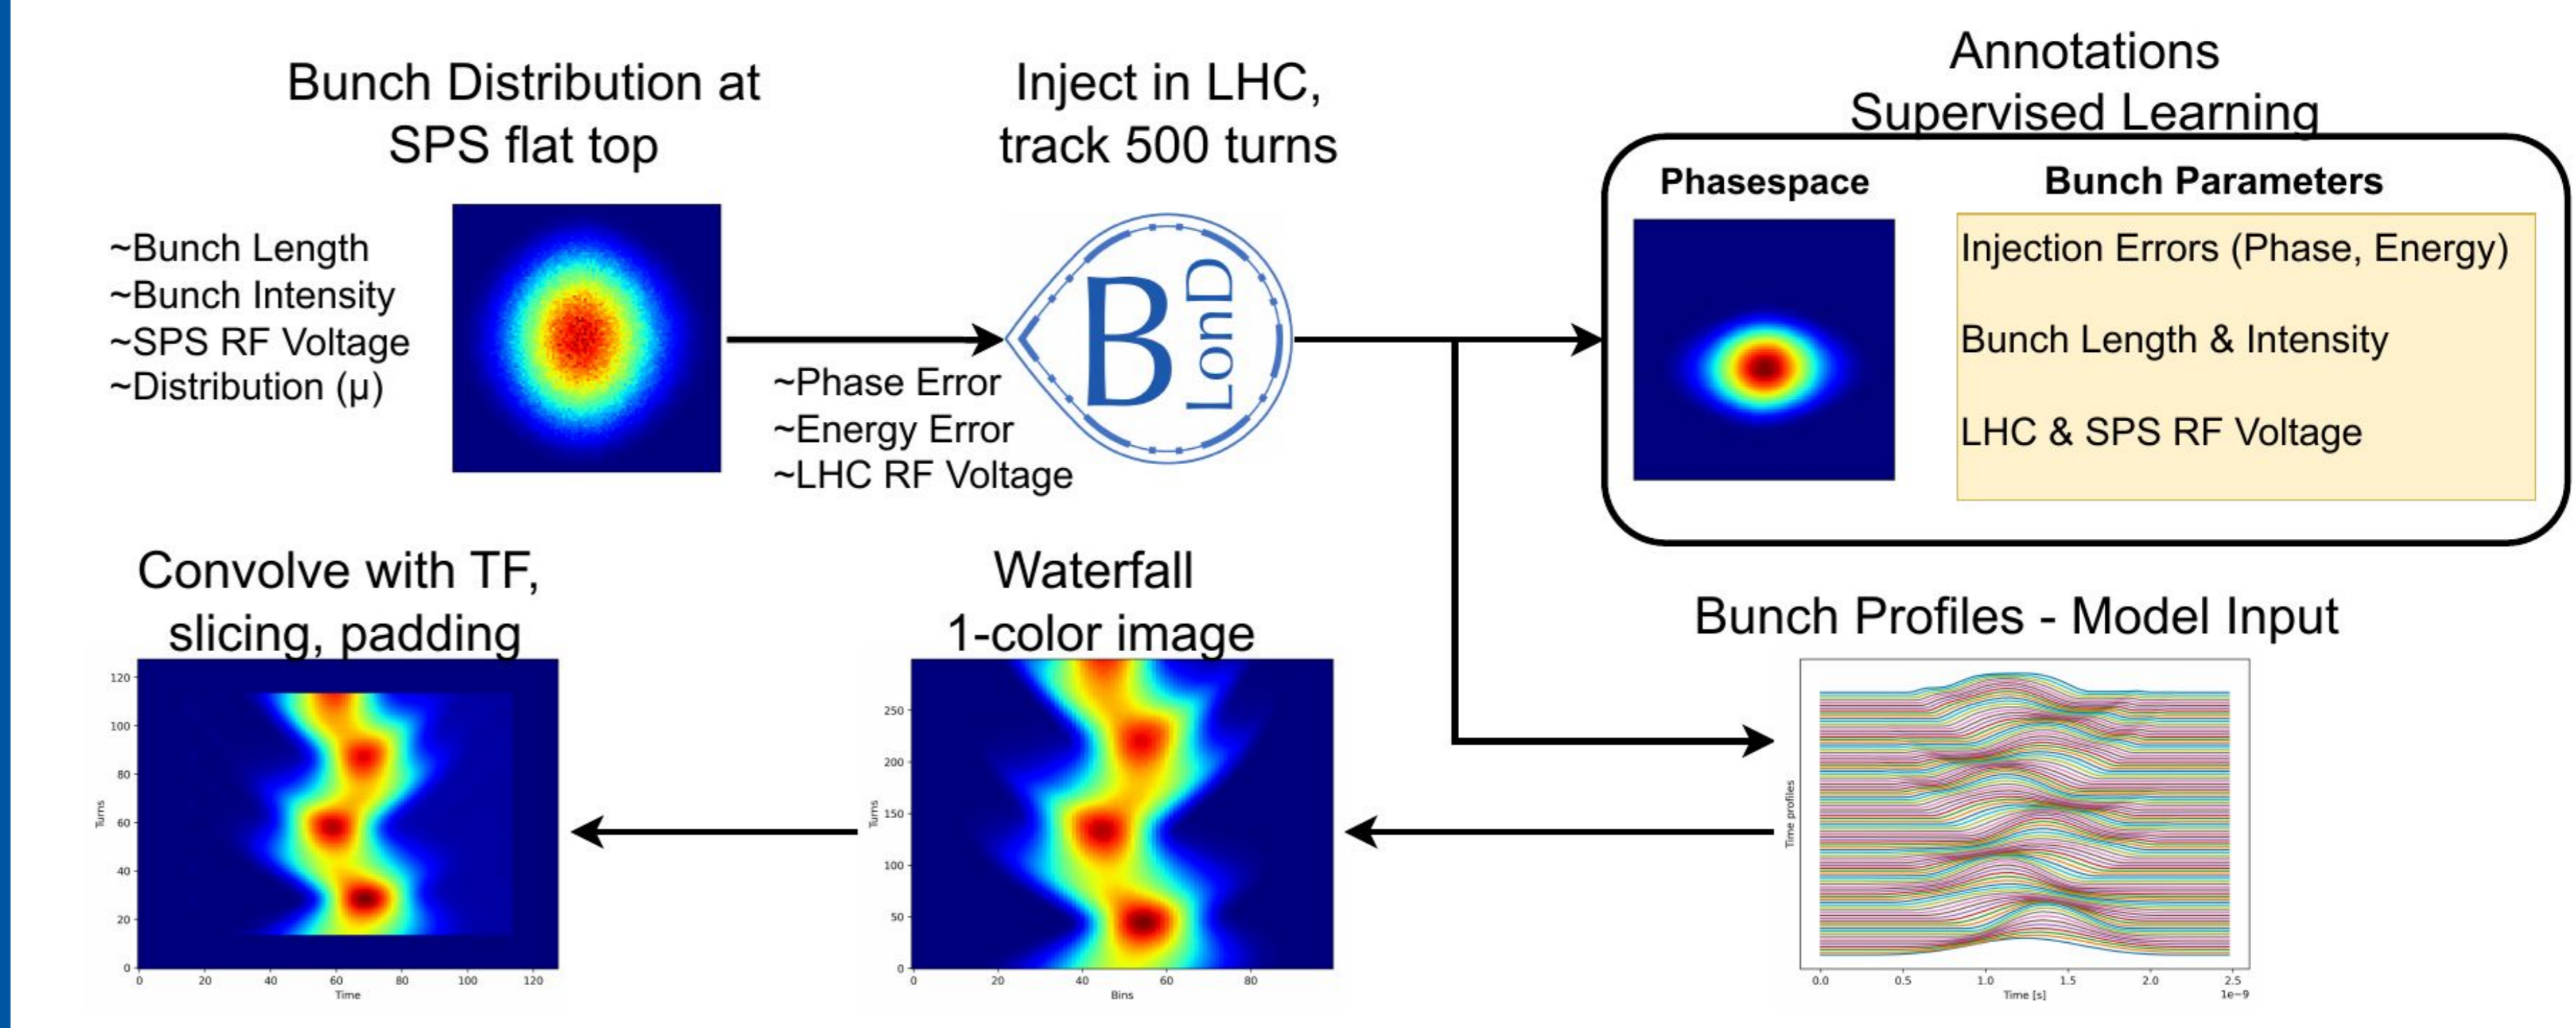 Bunch Distribution at
SPS flat top
~Bunch Length
~Bunch Intensity
~SPS RF Voltage
~Distribution (μ)
Inject in LHC,
track 500 turns
B
LonD
~Phase Error
~Energy Error
~LHC RF Voltage
Annotations
Supervised Learning
Phasespace
Bunch Parameters
Injection Errors (Phase, Energy)
Bunch Length & Intensity
LHC & SPS RF Voltage
Convolve with TF,
slicing, padding
120
100
80
60
40
20
0
Turns
0 20 40 60 80 100 120
Time
Waterfall
1-color image
250
200
150
100
50
0
Turns
0 20 40 60 80
Bins
Bunch Profiles - Model Input
Time profiles
0.0 0.5 1.0 1.5 2.0 2.5
Time [s]
1e−9